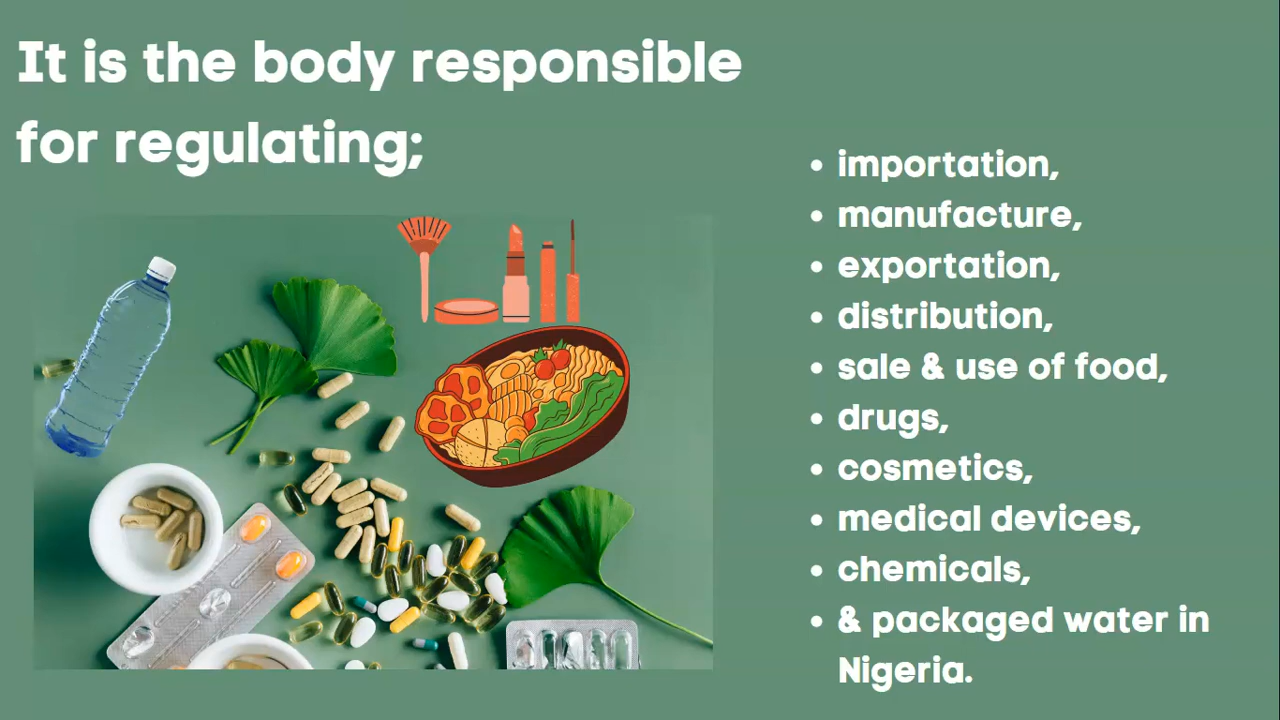 It is the body responsible
for regulating;
• importation,
• manufacture,
• exportation,
• distribution,
• sale & use of food,
• drugs,
• cosmetics,
• medical devices,
• chemicals,
• & packaged water in
Nigeria.